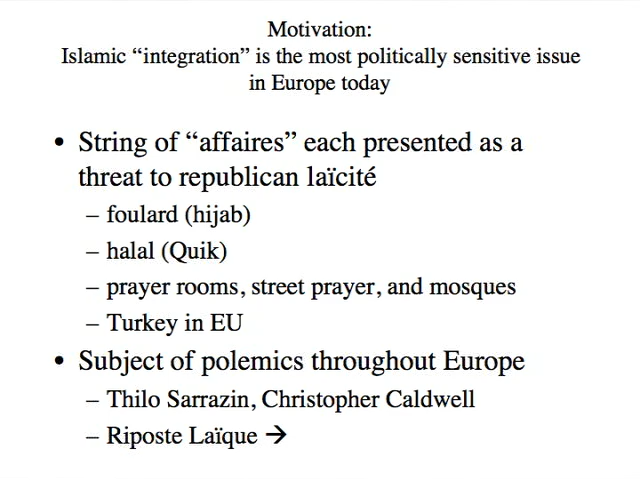 Motivation:
Islamic “integration” is the most politically sensitive issue
in Europe today
• String of “affaires” each presented as a
threat to republican laïcité
– foulard (hijab)
– halal (Quik)
– prayer rooms, street prayer, and mosques
– Turkey in EU
• Subject of polemics throughout Europe
– Thilo Sarrazin, Christopher Caldwell
– Riposte Laïque →